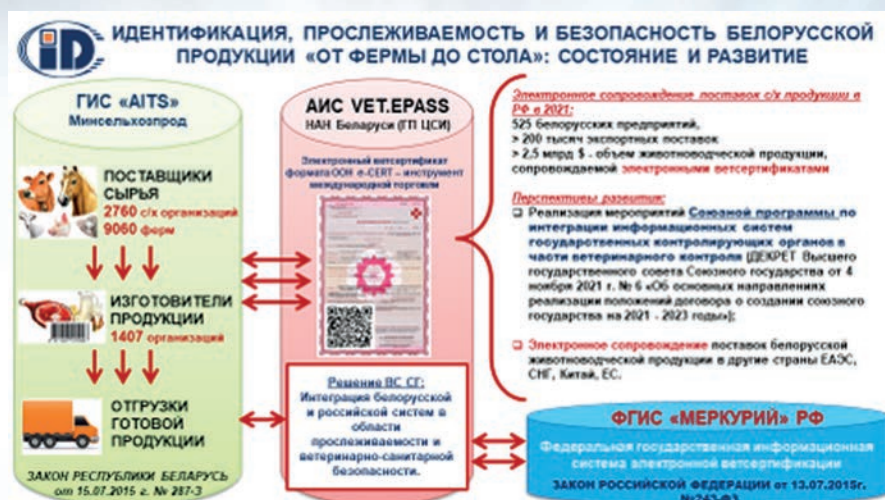 iD
ИДЕНТИФИКАЦИЯ, ПРОСЛЕЖИВАЕМОСТЬ И БЕЗОПАСНОСТЬ БЕЛОРУССКОЙ
ПРОДУКЦИИ «ОТ ФЕРМЫ ДО СТОЛА»: СОСТОЯНИЕ И РАЗВИТИЕ
ГИС «AITS»
Минсельхозпрод
ПОСТАВЩИКИ
СЫРЬЯ
2760 с/х организаций
9060 ферм
ИЗГОТОВИТЕЛИ
ПРОДУКЦИИ
1407 организаций
ОТГРУЗКИ
ГОТОВОЙ
ПРОДУКЦИИ
ЗАКОН РЕСПУБЛИКИ БЕЛАРУСЬ
от 15.07.2015 г. № 287-З
АИС VET.EPASS
НАН Беларуси (ГП ЦСИ)
Электронный ветсертификат
формата ООН e-CERT – инструмент
международной торговли
Решение ВС СГ:
Интеграция белорусской
и российской систем в
области
прослеживаемости и
ветеринарно-санитарной
безопасности.
Электронное сопровождение поставок с/х продукции в
РФ в 2021:
525 белорусских предприятий,
> 200 тысяч экспортных поставок
> 2,5 млрд $ - объем животноводческой продукции,
сопровождаемой электронными ветсертификатами
Перспективы развития:
Реализация мероприятий Союзной программы по
интеграции информационных систем
государственных контролирующих органов в
части ветеринарного контроля (ДЕКРЕТ Высшего
государственного совета Союзного государства от 4
ноября 2021 г. № 6 «Об основных направлениях
реализации положений договора о создании союзного
государства на 2021 - 2023 годы»);
Электронное сопровождение поставок белорусской
животноводческой продукции в другие страны ЕАЭС,
СНГ, Китай, ЕС.
ФГИС «МЕРКУРИЙ» РФ
Федеральная государственная информационная
система электронной ветсертификации
ЗАКОН РОССИЙСКОЙ ФЕДЕРАЦИИ от 13.07.2015г.